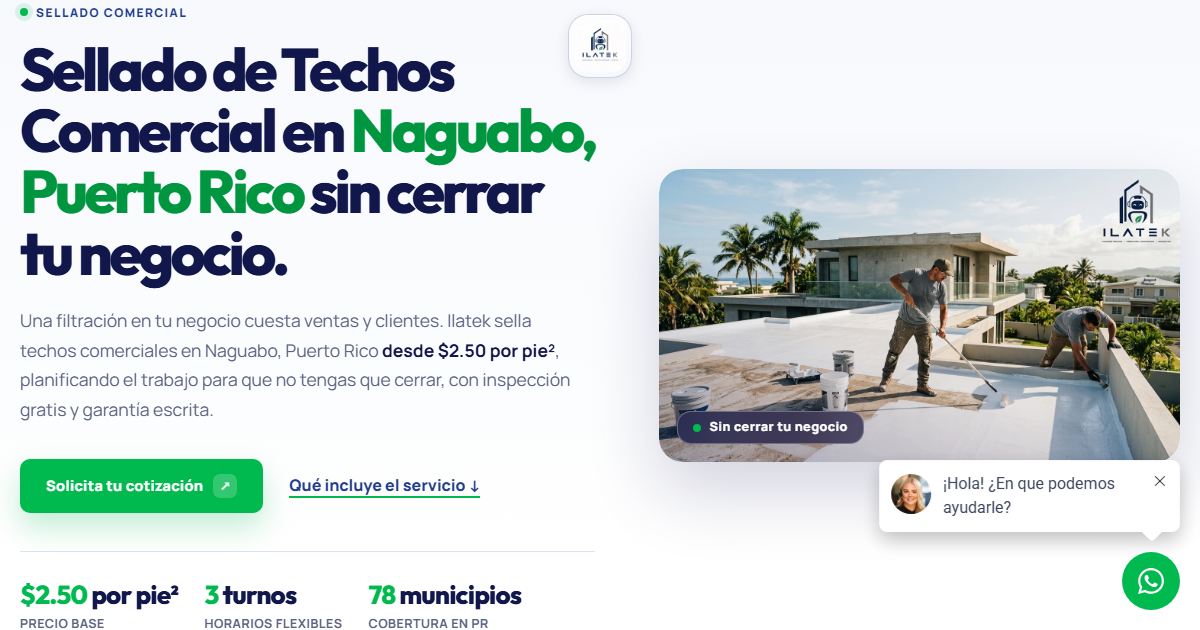 SELLADO COMERCIAL
ILATEK
Sellado de Techos
Comercial en Naguabo,
Puerto Rico sin cerrar
tu negocio.
Una filtración en tu negocio cuesta ventas y clientes. Ilatek sella
techos comerciales en Naguabo, Puerto Rico desde $2.50 por pie²,
planificando el trabajo para que no tengas que cerrar, con inspección
gratis y garantía escrita.
Solicita tu cotización ↗
Qué incluye el servicio ↓
ILATEK
Sin cerrar tu negocio
¡Hola! ¿En que podemos
ayudarle?
$2.50 por pie²
PRECIO BASE
3 turnos
HORARIOS FLEXIBLES
78 municipios
COBERTURA EN PR